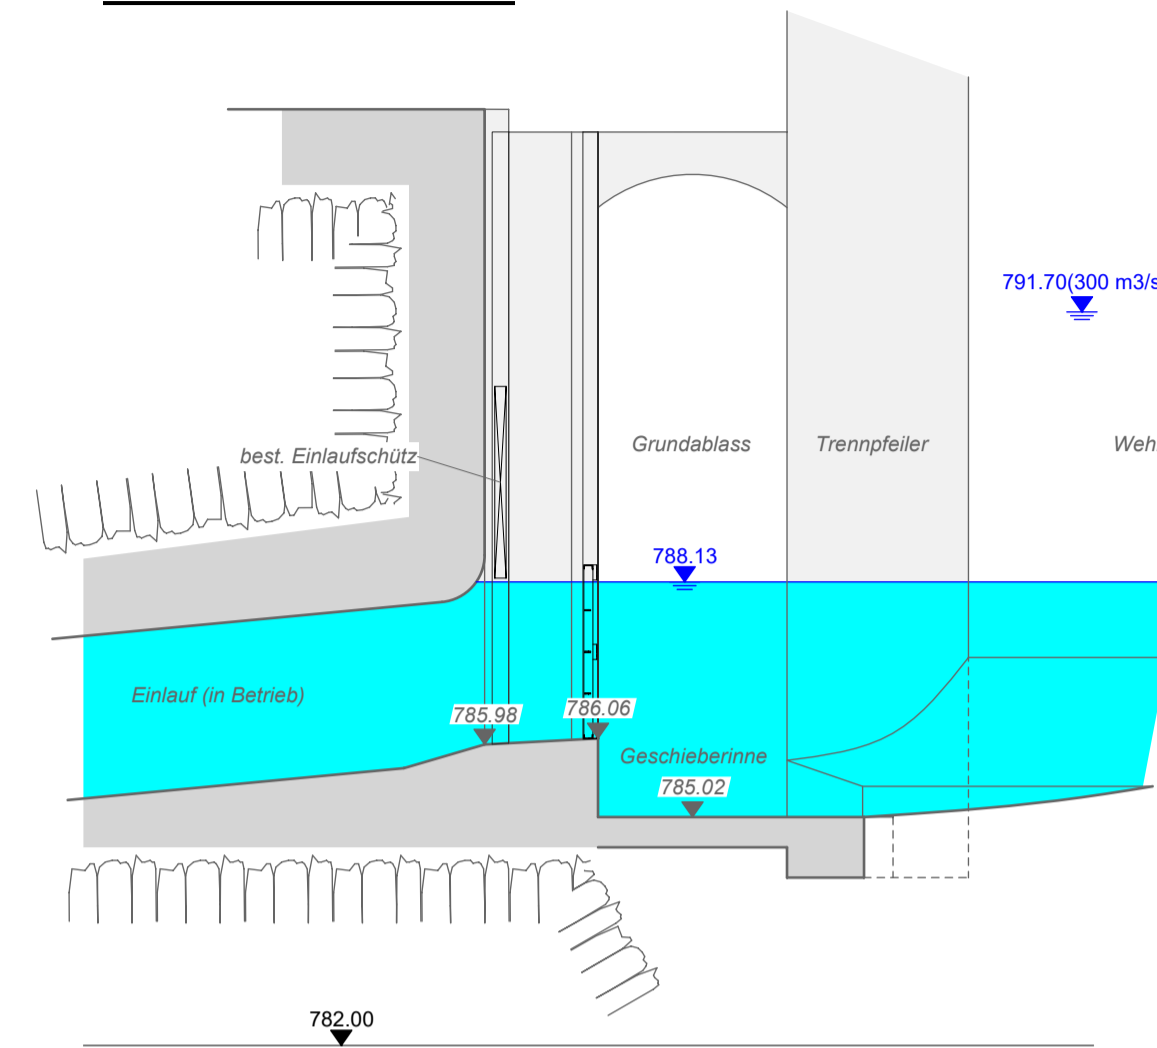 791.70(300 m3/s
Grundablass
Trennpfeiler
Weh
best. Einlaufschütz
788.13
Einlauf (in Betrieb)
785.98
786.06
Geschieberinne
785.02
782.00